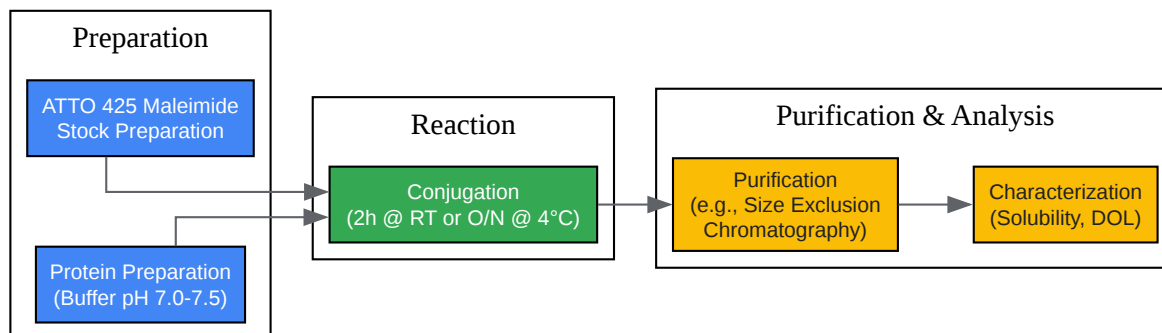 Preparation
ATTO 425 Maleimide
Stock Preparation
Protein Preparation
(Buffer pH 7.0-7.5)
Reaction
Conjugation
(2h @ RT or O/N @ 4°C)
Purification & Analysis
Purification
(e.g., Size Exclusion
Chromatography)
Characterization
(Solubility, DOL)